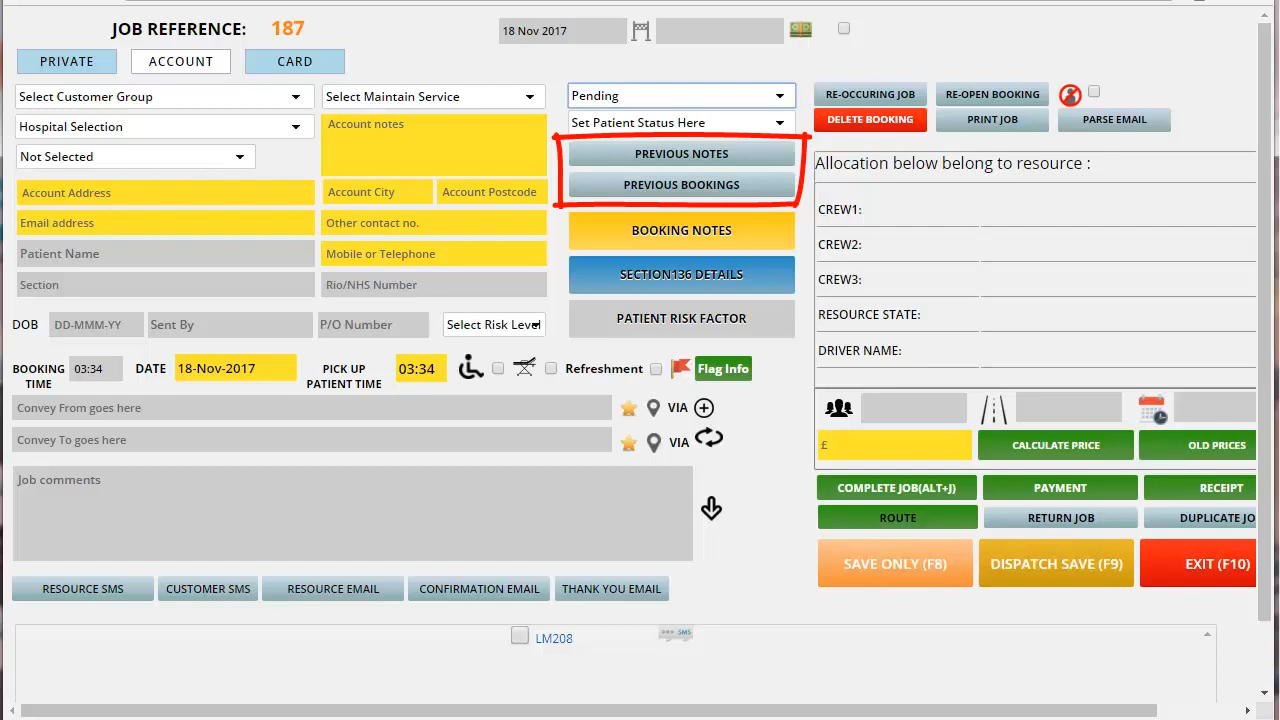 JOB REFERENCE: 187
18 Nov 2017
PRIVATE ACCOUNT CARD
Select Customer Group
Select Maintain Service
Pending
RE-OCCURING JOB
RE-OPEN BOOKING
Hospital Selection
Account notes
Set Patient Status Here
DELETE BOOKING
PRINT JOB
PARSE EMAIL
Not Selected
PREVIOUS NOTES
Allocation below belong to resource :
Account Address
Account City
Account Postcode
PREVIOUS BOOKINGS
CREW1:
Email address
Other contact no.
BOOKING NOTES
CREW2:
Patient Name
Mobile or Telephone
SECTION136 DETAILS
CREW3:
Section
Rio/NHS Number
PATIENT RISK FACTOR
RESOURCE STATE:
DOB
DD-MMM-YY
Sent By
P/O Number
Select Risk Level
DRIVER NAME:
BOOKING TIME
03:34
DATE
18-Nov-2017
PICK UP PATIENT TIME
03:34
Refreshment
Flag Info
Convey From goes here
VIA
Convey To goes here
VIA
£
CALCULATE PRICE
OLD PRICES
Job comments
COMPLETE JOB(ALT+J)
PAYMENT
RECEIPT
ROUTE
RETURN JOB
DUPLICATE JO
SAVE ONLY (F8)
DISPATCH SAVE (F9)
EXIT (F10)
RESOURCE SMS
CUSTOMER SMS
RESOURCE EMAIL
CONFIRMATION EMAIL
THANK YOU EMAIL
LM208
SMS